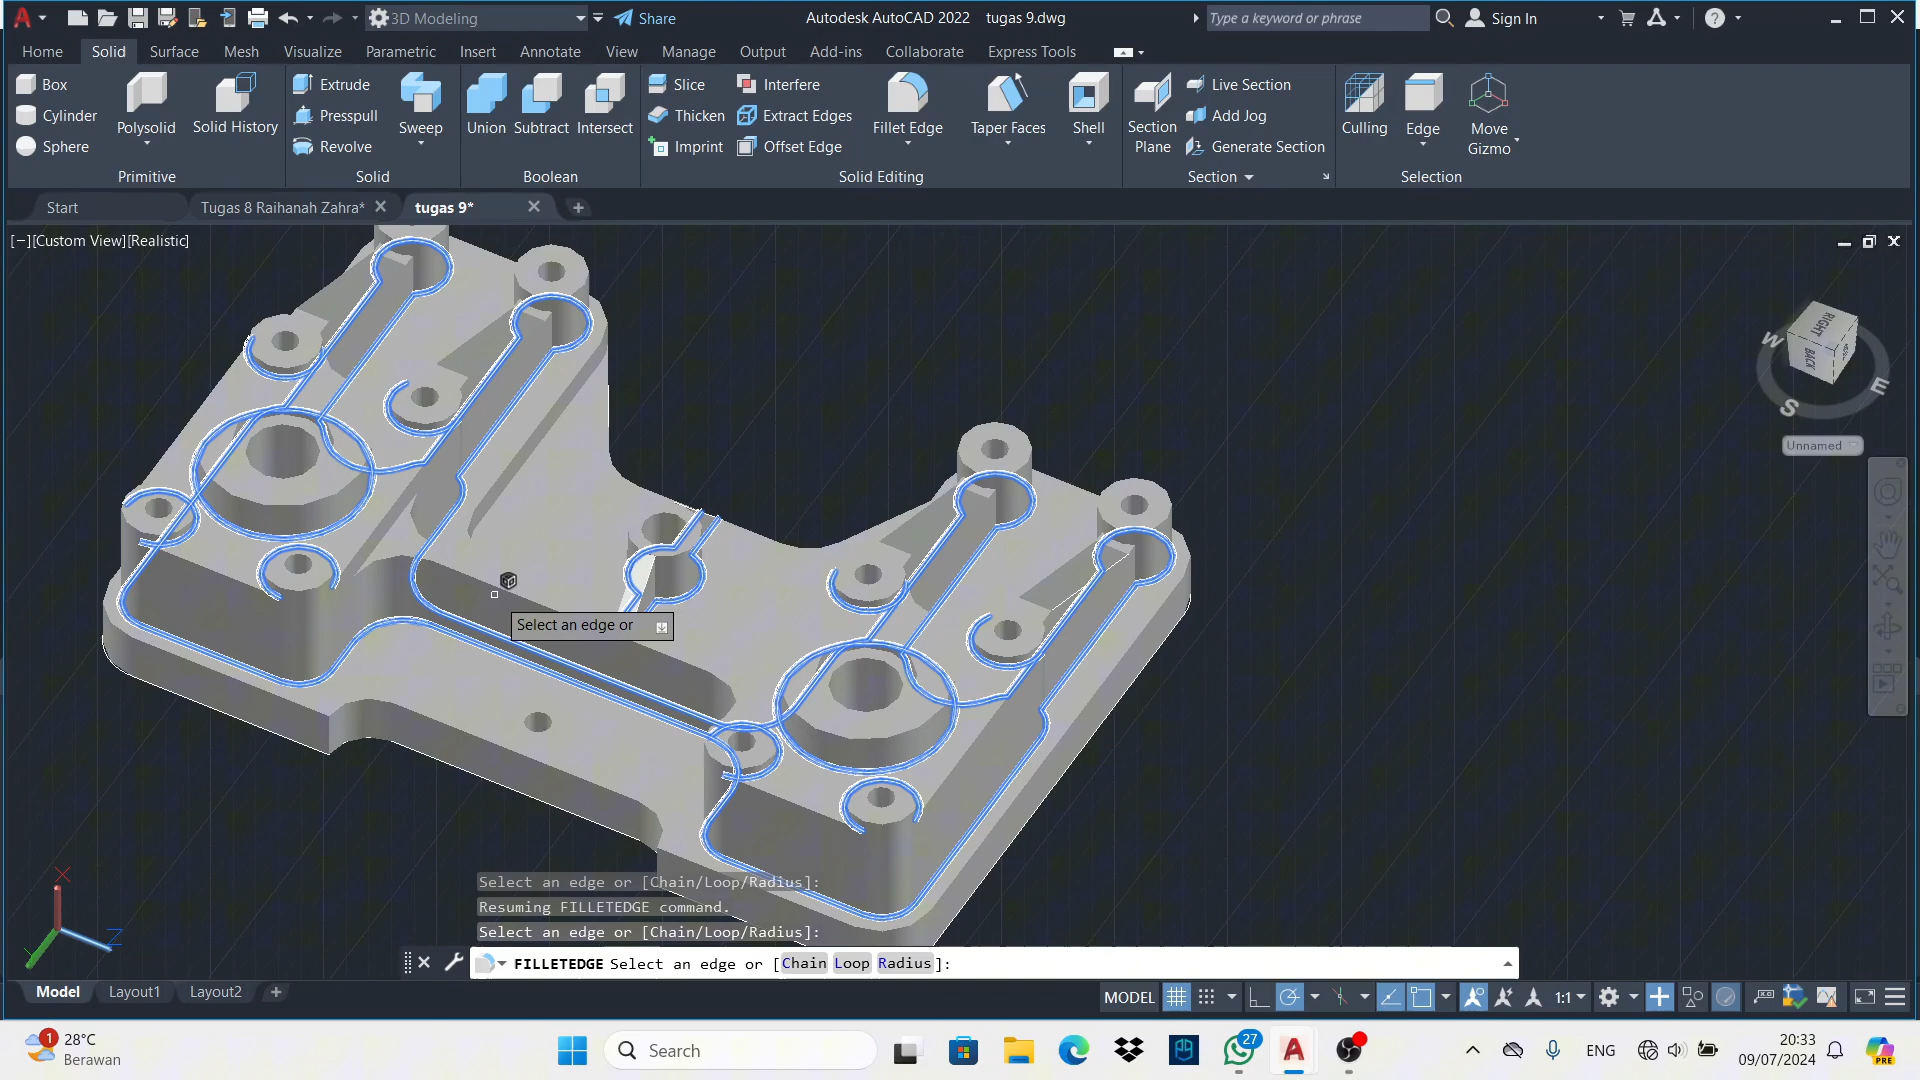 3D Modeling
Share
Autodesk AutoCAD 2022 tugas 9.dwg
Type a keyword or phrase
Sign In
Home Solid Surface Mesh Visualize Parametric Insert Annotate View Manage Output Add-ins Collaborate Express Tools
Box
Cylinder
Sphere
Polysolid
Solid History
Primitive
Extrude
Presspull
Revolve
Sweep
Solid
Union Subtract Intersect
Boolean
Slice
Thicken
Imprint
Interfere
Extract Edges
Offset Edge
Fillet Edge
Taper Faces
Shell
Solid Editing
Section
Plane
Live Section
Add Jog
Generate Section
Section
Culling
Edge
Move
Gizmo
Selection
Start
Tugas 8 Raihanah Zahra*
tugas 9*
[−][Custom View][Realistic]
RIGHT
BACK
W
S
E
Unnamed
Select an edge or
X
Y
Z
Select an edge or [Chain/Loop/Radius]:
Resuming FILLETEDGE command.
Select an edge or [Chain/Loop/Radius]:
FILLETEDGE Select an edge or [Chain Loop Radius]:
Model Layout1 Layout2
MODEL
1:1
1
28°C
Berawan
Search
27
ENG
20:33
09/07/2024
PRE